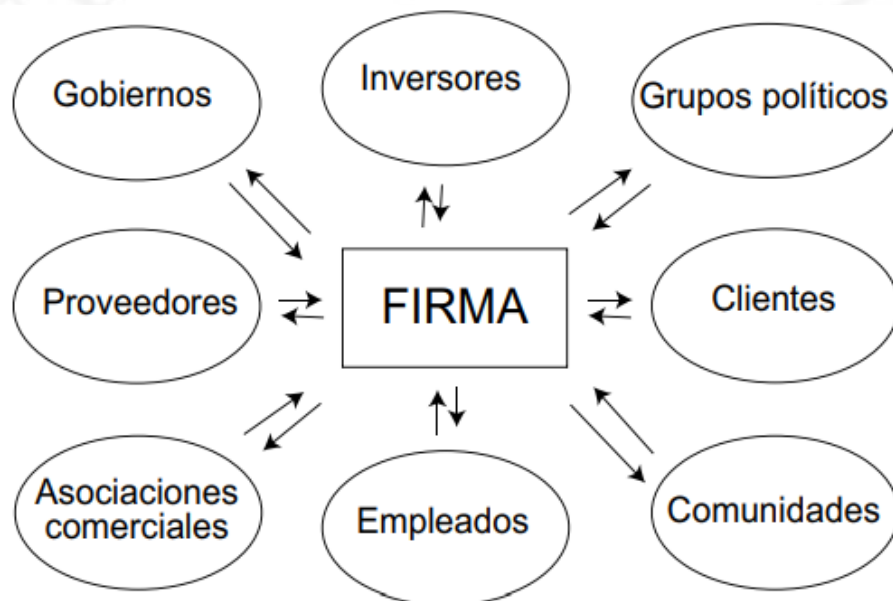 Gobiernos
Inversores
Grupos políticos
Proveedores
FIRMA
Clientes
Asociaciones
comerciales
Empleados
Comunidades